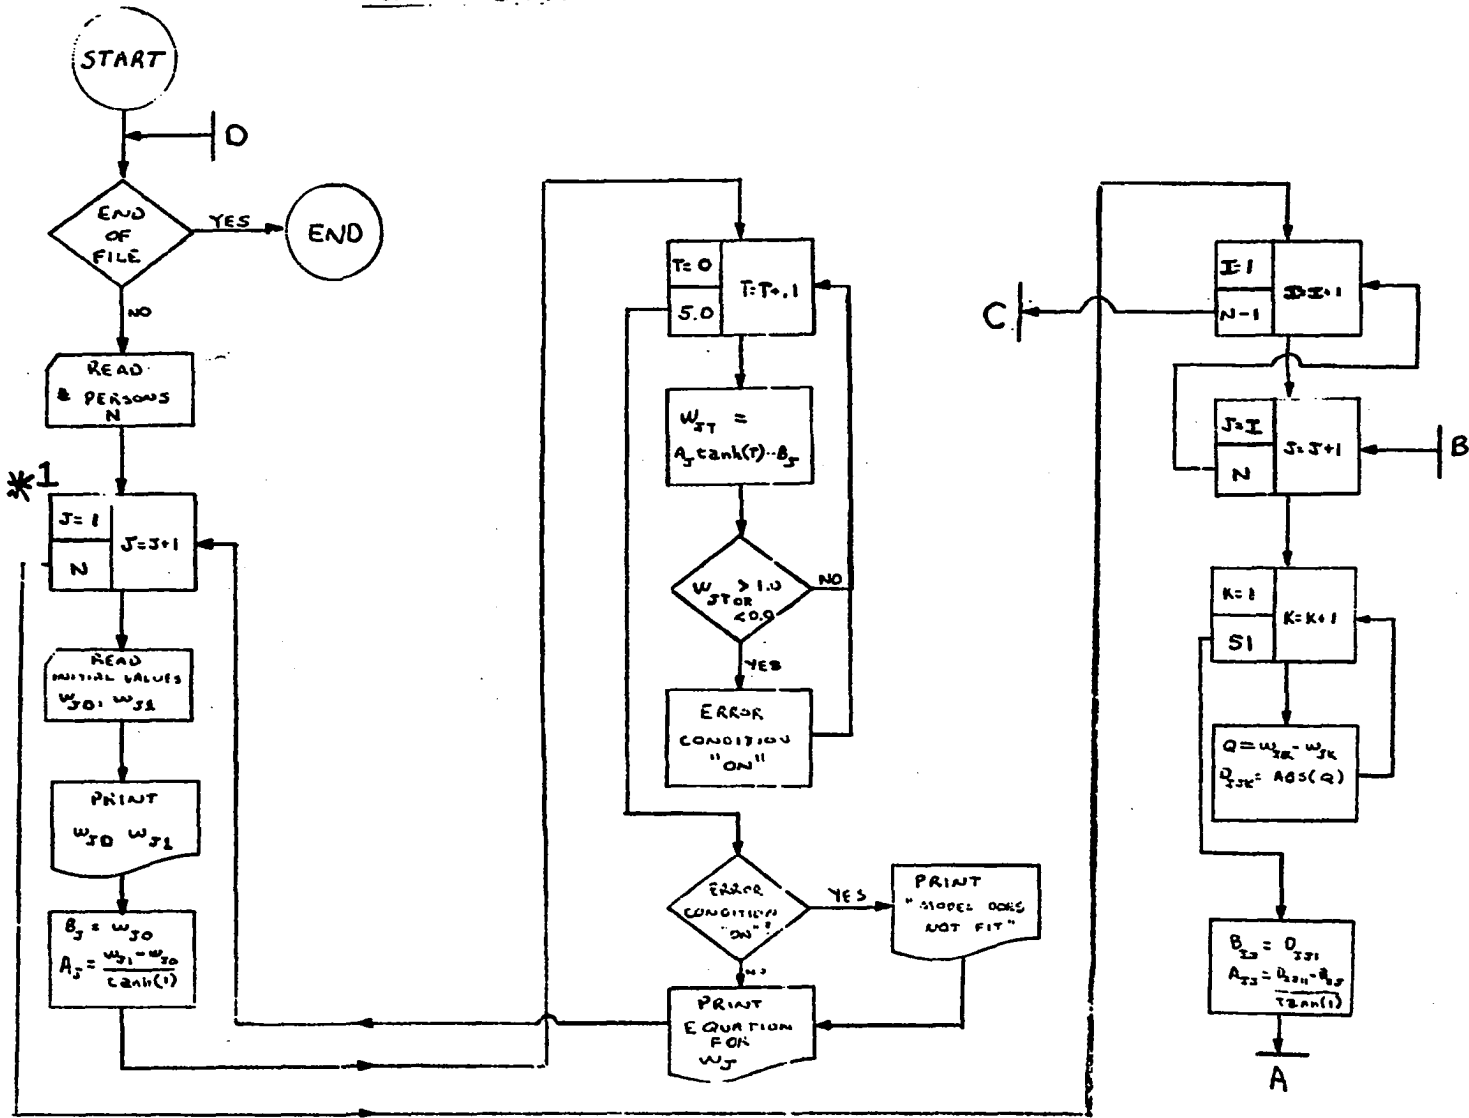 START
D
END
OF
FILE
YES
END
NO
READ
# PERSONS
N
*1
J=1
N
J=J+1
READ
INITIAL VALUES
W_J0, W_J1
PRINT
W_J0 W_J1
B_J = W_J0
A_J = W_J1-W_J0
tanh(1)
T=0
5.0
T=T+.1
W_JT =
A_J tanh(T)+B_J
W_JT > 1.0
OR
<0.0
NO
YES
ERROR
CONDITION
"ON"
ERROR
CONDITION
"ON"?
YES
PRINT
"MODEL DOES
NOT FIT"
NO
PRINT
EQUATION
FOR
W_J
C
I=1
N-1
I=I+1
J=I
N
J=J+1
B
K=1
51
K=K+1
Q=W_IK-W_JK
D_IJK=ABS(Q)
B_IJ = D_IJ1
A_IJ = D_IJ11-B_IJ
tanh(1)
A